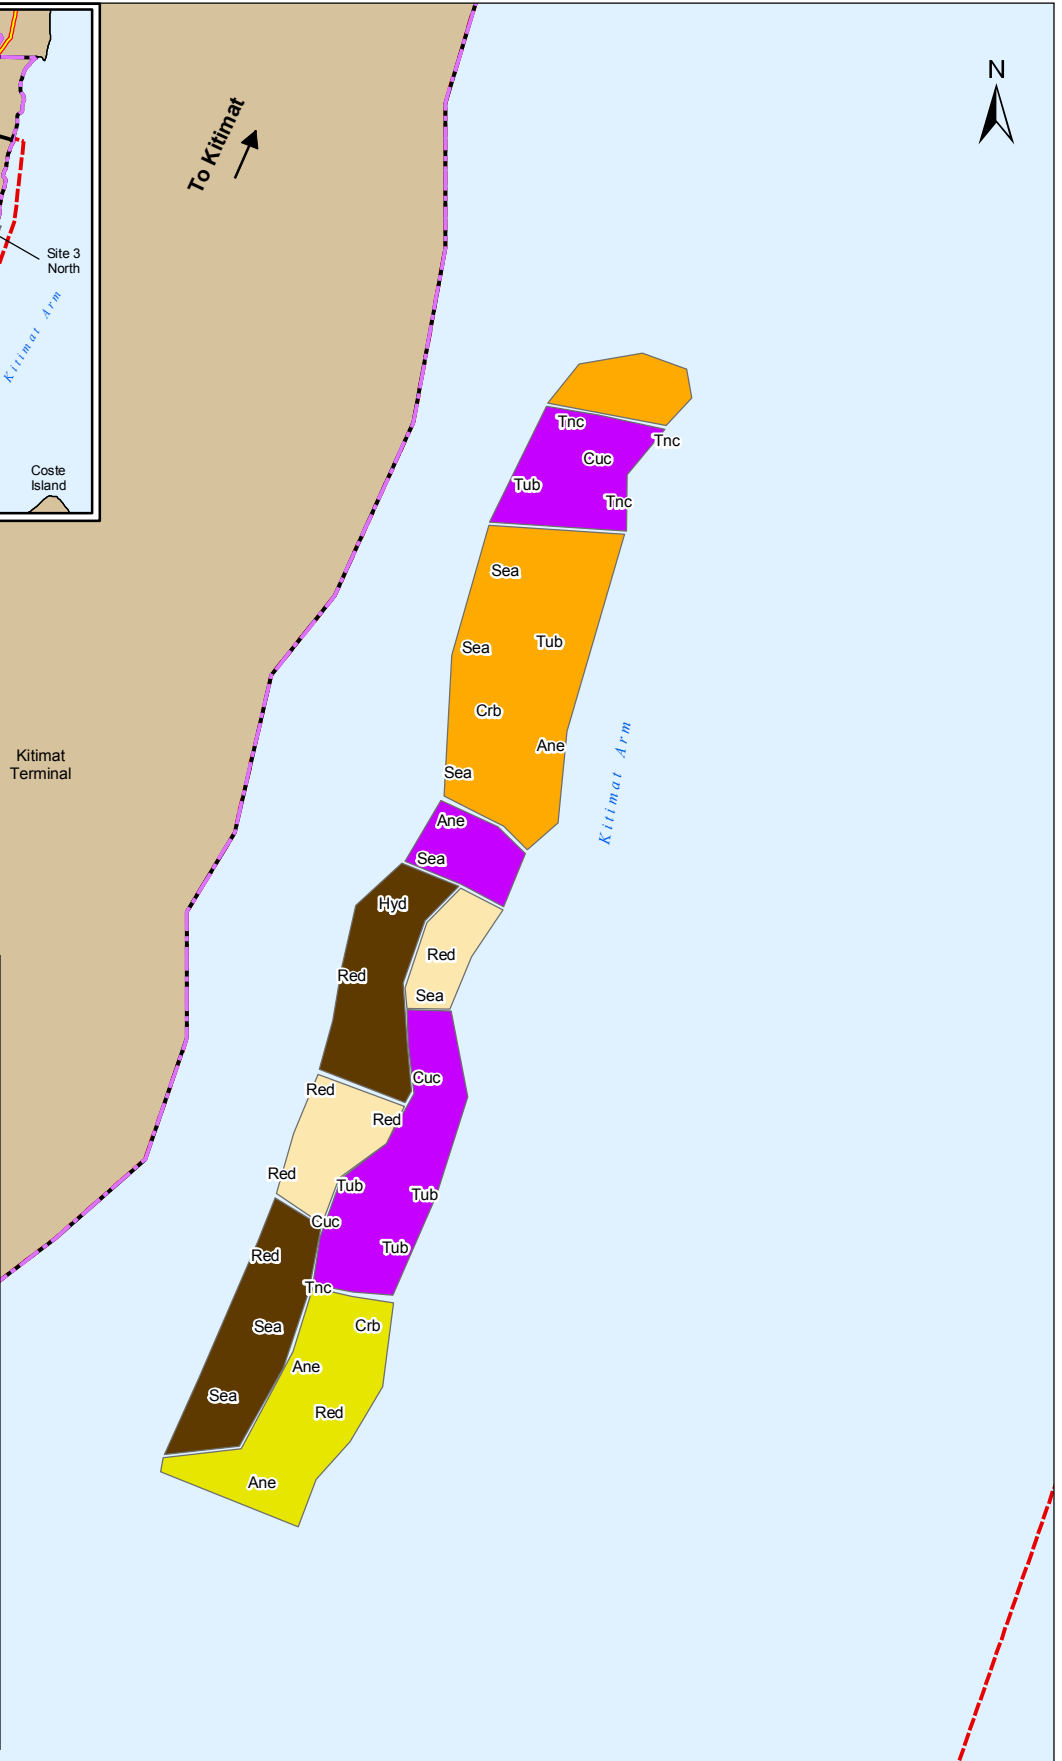 N
To Kitimat
Site 3
North
Kitimat Arm
Coste
Island
Tnc
Tnc
Cuc
Tub
Tnc
Sea
Tub
Sea
Crb
Ane
Kitimat
Terminal
Sea
Kitimat Arm
Ane
Sea
Hyd
Red
Red
Sea
Cuc
Red
Red
Red
Tub
Tub
Cuc
Tub
Red
Tnc
Crb
Sea
Ane
Sea
Red
Ane